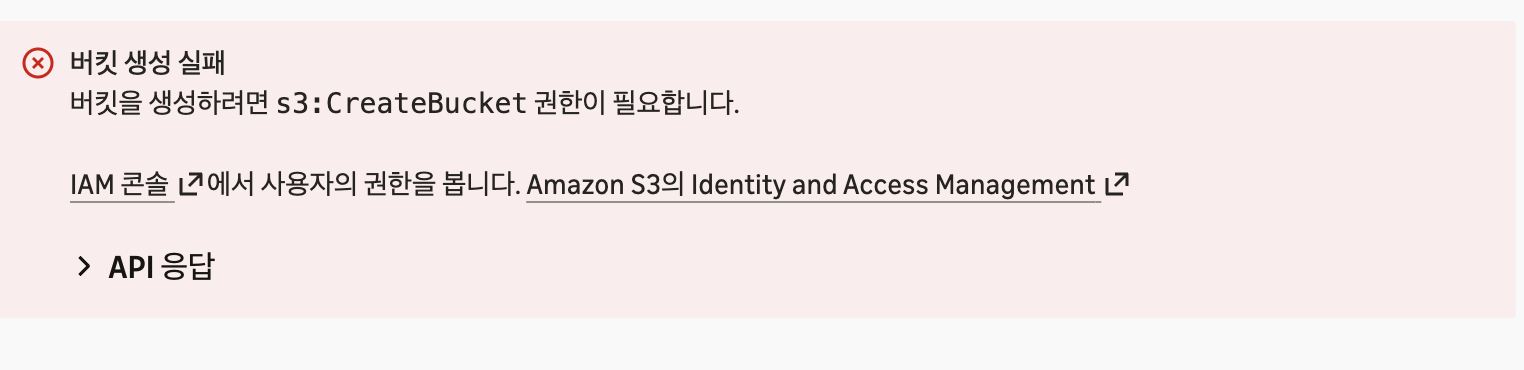 버킷 생성 실패
버킷을 생성하려면 s3:CreateBucket 권한이 필요합니다.
IAM 콘솔 에서 사용자의 권한을 봅니다. Amazon S3의 Identity and Access Management
API 응답